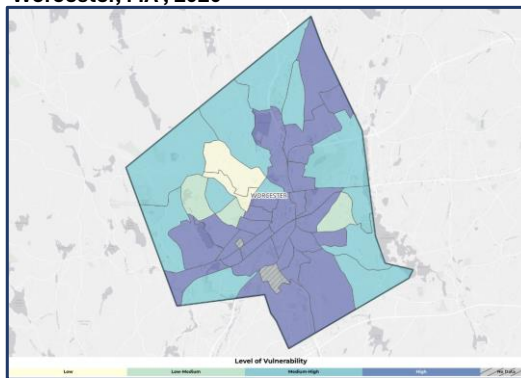 Worcester, MA, 2020
WORCESTER
Level of Vulnerability
Low
Low-Medium
Medium-High
High
No Data